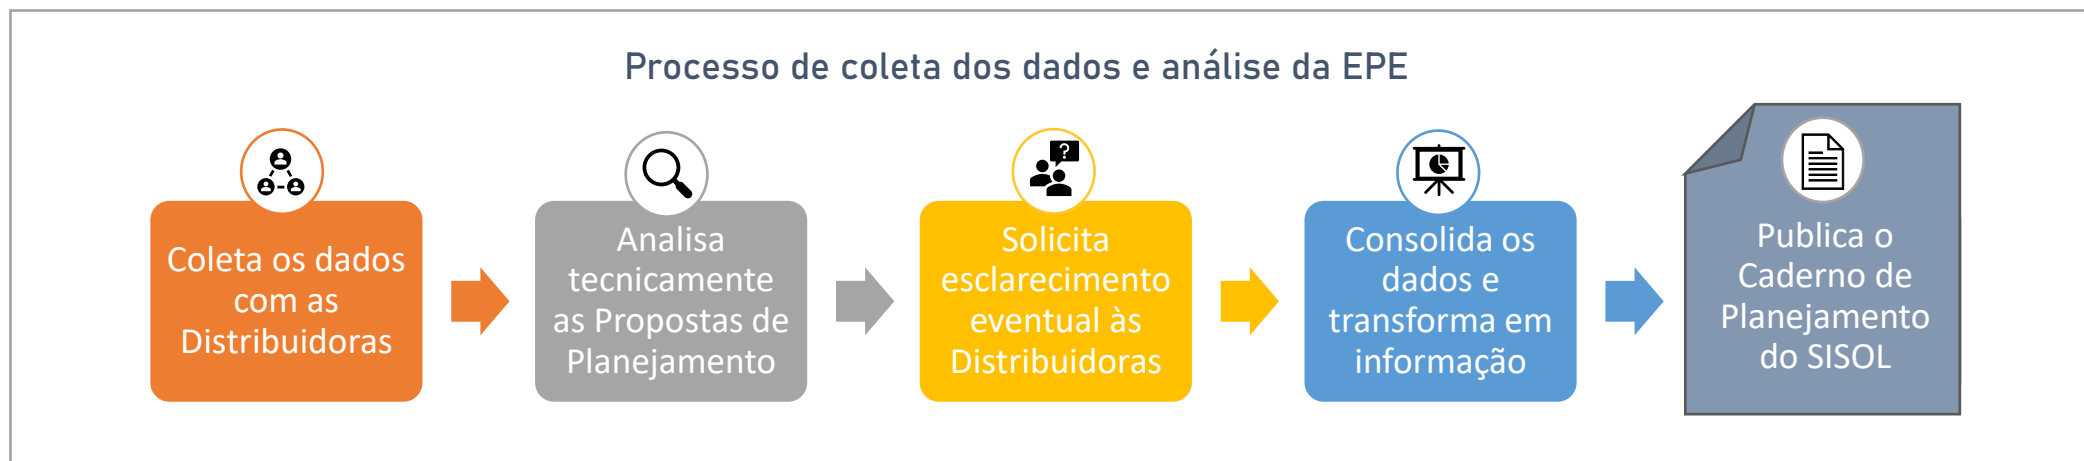 Processo de coleta dos dados e análise da EPE
?
Coleta os dados
com as
Distribuidoras
Analisa
tecnicamente
as Propostas de
Planejamento
Solicita
esclarecimento
eventual às
Distribuidoras
Consolida os
dados e
transforma em
informação
Publica o
Caderno de
Planejamento
do SISOL